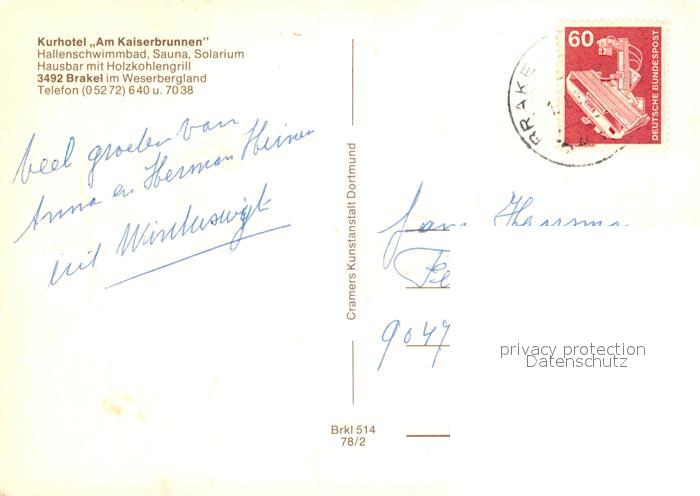 Kurhotel „Am Kaiserbrunnen"
Hallenschwimmbad, Sauna, Solarium
Hausbar mit Holzkohlengrill
3492 Brakel im Weserbergland
Telefon (05272) 640 u. 7038
Veel groeten van
Anna en Herman
uit
Cramers Kunstanstalt Dortmund
Brkl 514
78/2
BRAKE
60
DEUTSCHE BUNDESPOST
9047
privacy protection
Datenschutz